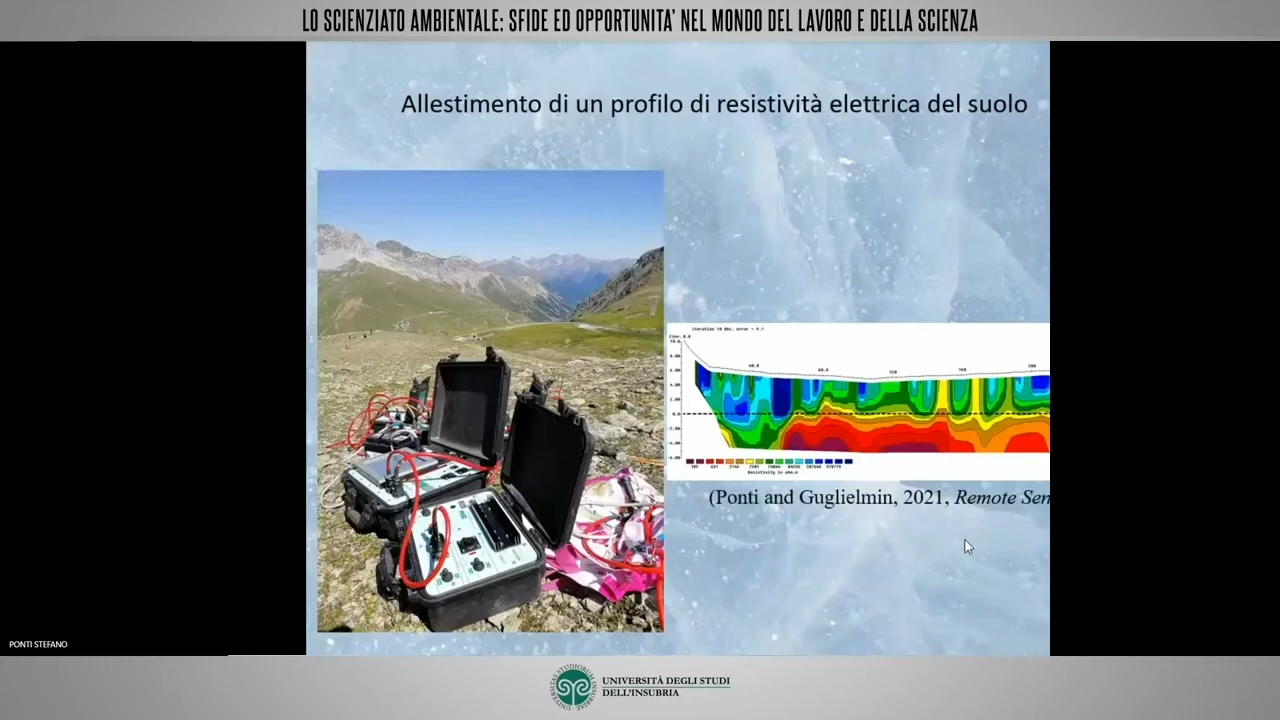 LO SCIENZIATO AMBIENTALE: SFIDE ED OPPORTUNITA' NEL MONDO DEL LAVORO E DELLA SCIENZA
Allestimento di un profilo di resistività elettrica del suolo
(Ponti and Guglielmin, 2021, Remote Sen
PONTI STEFANO
UNIVERSITÀ DEGLI STUDI
DELL'INSUBRIA